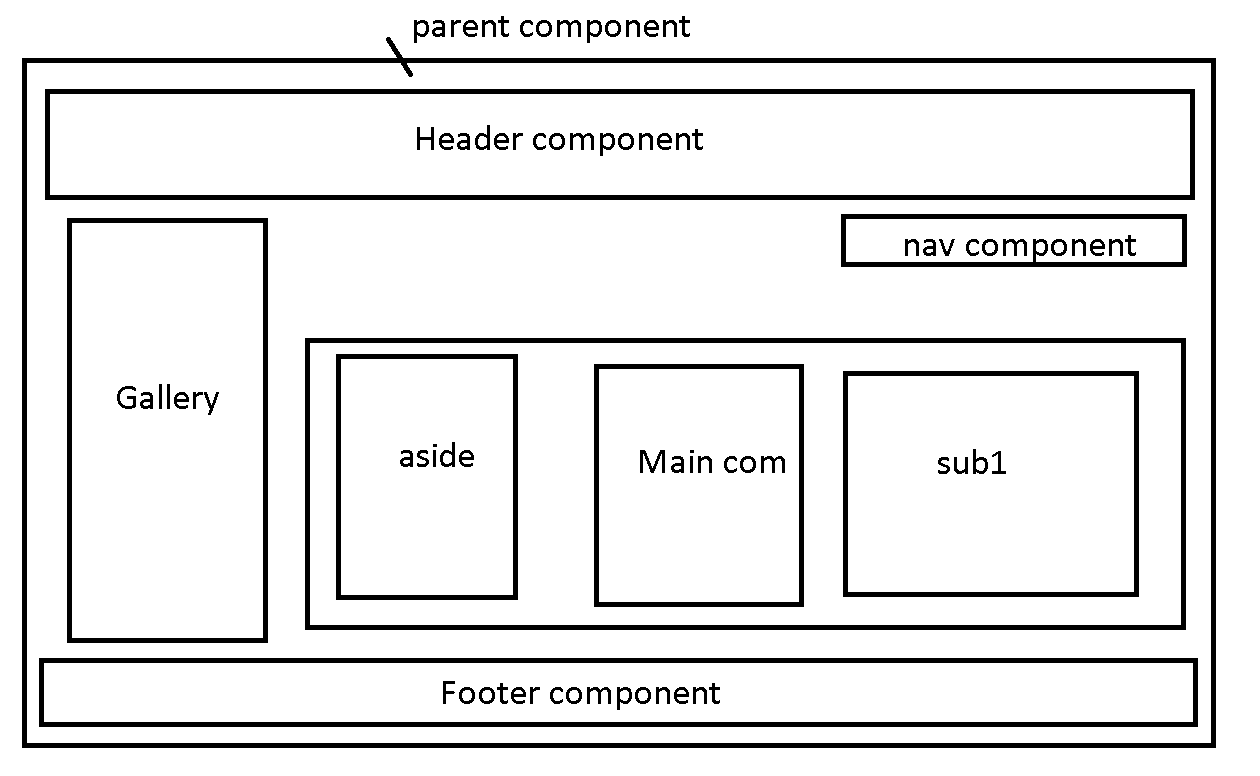 parent component
Header component
nav component
Gallery
aside
Main com
sub1
Footer component